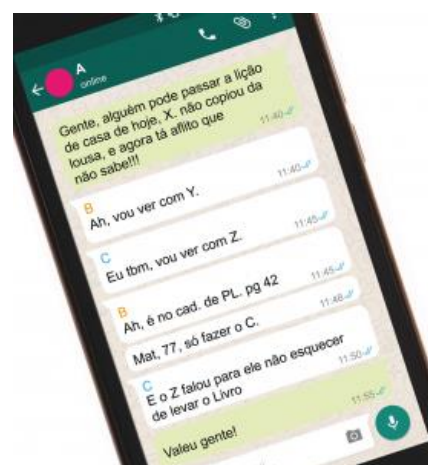 A
online
Gente, alguém pode passar a lição
de casa de hoje, X. não copiou da
lousa, e agora tá aflito que
não sabe!!!
11:40
B
Ah, vou ver com Y.
11:40
C
Eu tbm, vou ver com Z.
11:45
B
Ah, é no cad. de PL. pg 42
11:45
Mat, 77, só fazer o C.
11:48
C
E o Z falou para ele não esquecer
de levar o Livro
11:50
Valeu gente!
11:55